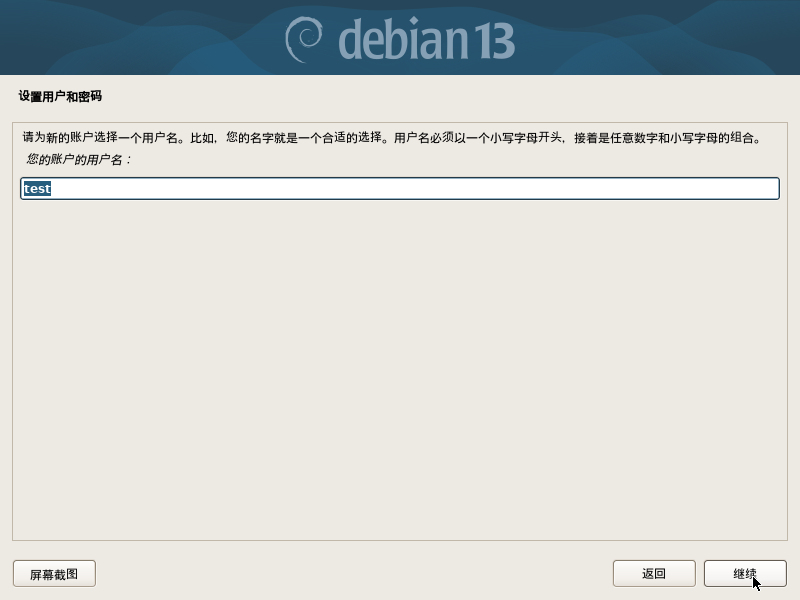 debian 13
设置用户和密码
请为新的账户选择一个用户名。比如，您的名字就是一个合适的选择。用户名必须以一个小写字母开头，接着是任意数字和小写字母的组合。
您的账户的用户名：
test
屏幕截图
返回
继续